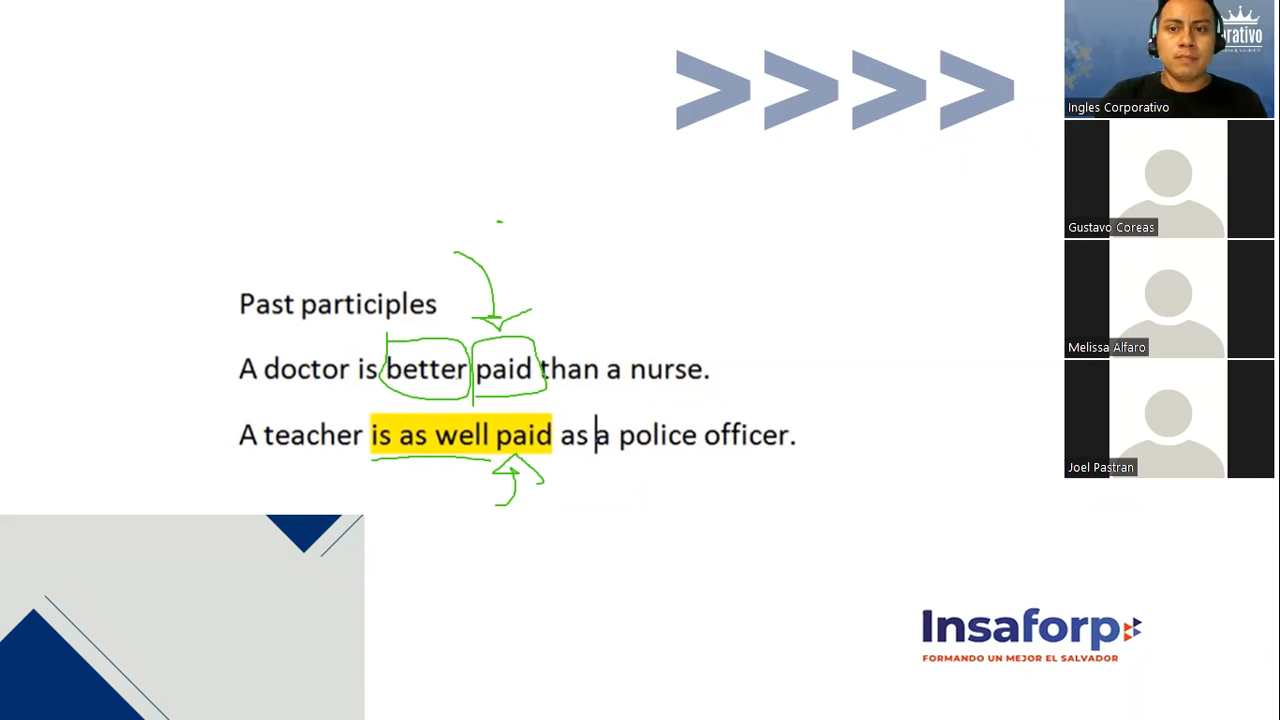 rativo
Ingles Corporativo
Gustavo Coreas
Melissa Alfaro
Joel Pastran
Past participles
A doctor is better paid than a nurse.
A teacher is as well paid as a police officer.
Insaforp
FORMANDO UN MEJOR EL SALVADOR